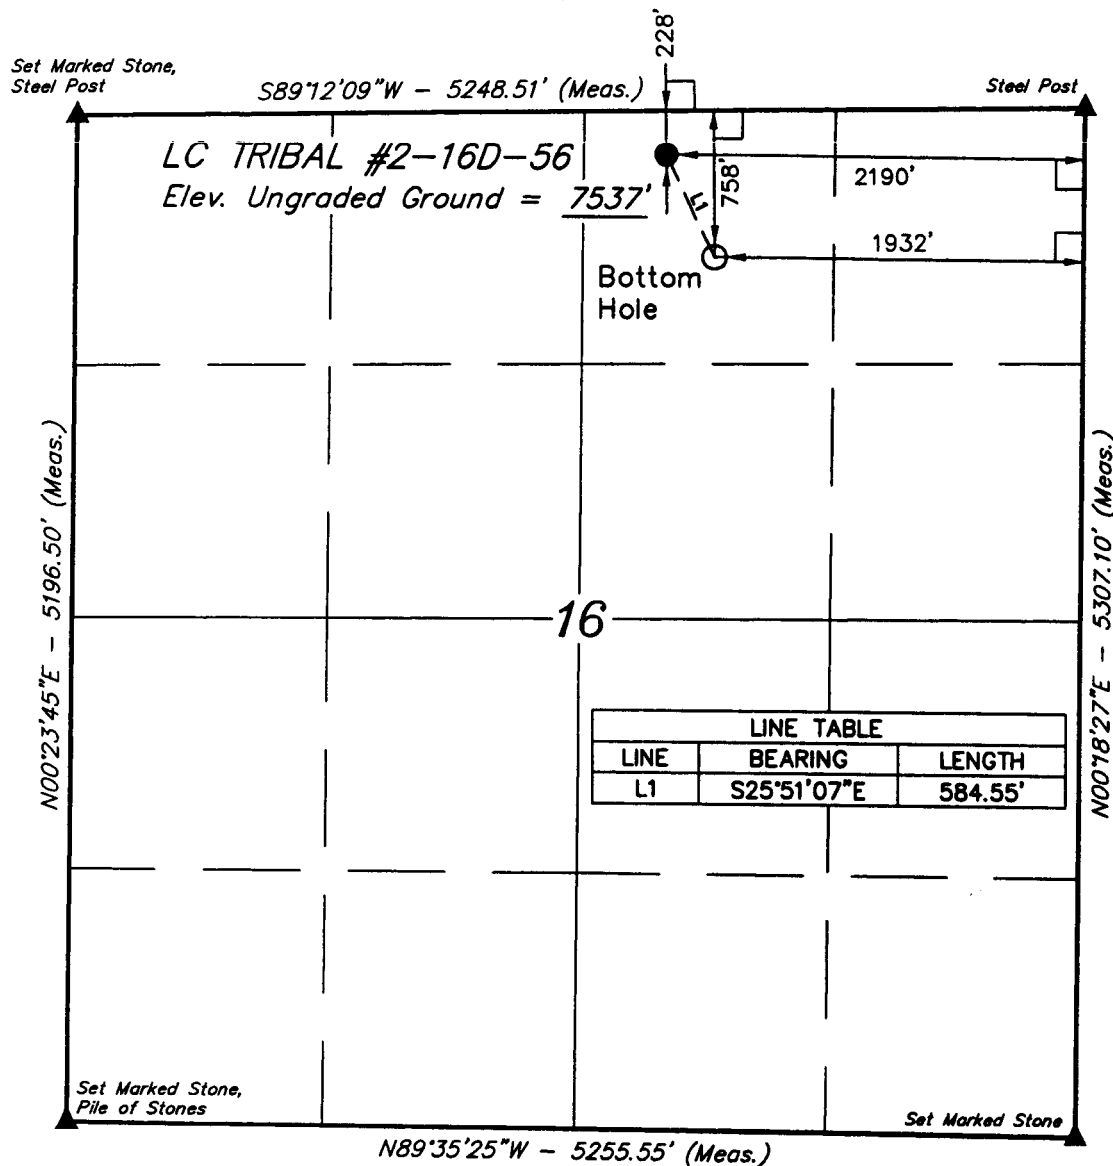 228'
Set Marked Stone,
Steel Post
S89°12'09"W - 5248.51' (Meas.)
Steel Post
LC TRIBAL #2-16D-56
Elev. Ungraded Ground = 7537'
758'
2190'
L1
1932'
Bottom
Hole
N00°23'45"E - 5196.50' (Meas.)
N00°18'27"E - 5307.10' (Meas.)
16
LINE TABLE
LINE BEARING LENGTH
L1 S25°51'07"E 584.55'
Set Marked Stone,
Pile of Stones
Set Marked Stone
N89°35'25"W - 5255.55' (Meas.)